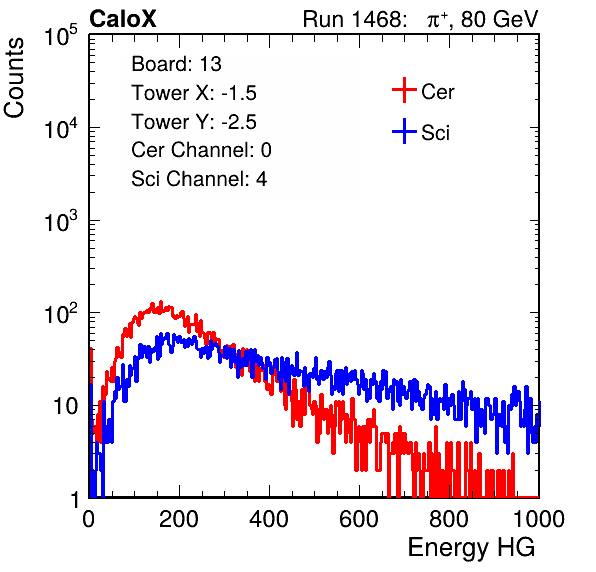 CaloX Run 1468: π⁺, 80 GeV
Counts
10⁵
10⁴
10³
10²
10
1
Board: 13
Tower X: -1.5
Tower Y: -2.5
Cer Channel: 0
Sci Channel: 4
Cer
Sci
0 200 400 600 800 1000
Energy HG